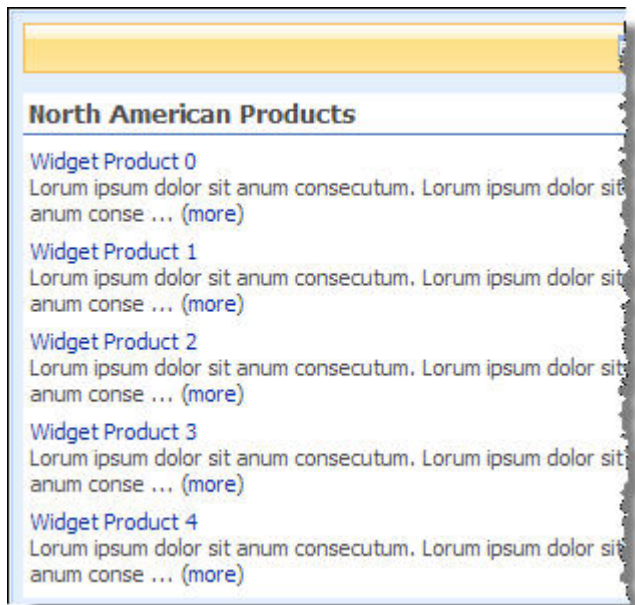 North American Products
Widget Product 0
Lorum ipsum dolor sit anum consecutum. Lorum ipsum dolor sit
anum conse ... (more)
Widget Product 1
Lorum ipsum dolor sit anum consecutum. Lorum ipsum dolor sit
anum conse ... (more)
Widget Product 2
Lorum ipsum dolor sit anum consecutum. Lorum ipsum dolor sit
anum conse ... (more)
Widget Product 3
Lorum ipsum dolor sit anum consecutum. Lorum ipsum dolor sit
anum conse ... (more)
Widget Product 4
Lorum ipsum dolor sit anum consecutum. Lorum ipsum dolor sit
anum conse ... (more)